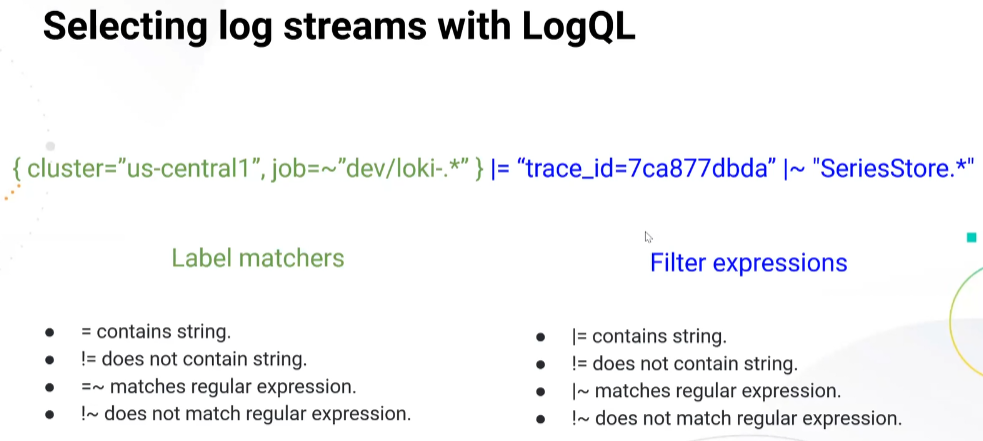 Selecting log streams with LogQL
{ cluster=”us-central1”, job=~”dev/loki-.*” } |= “trace_id=7ca877dbda” |~ "SeriesStore.*"
Label matchers
● = contains string.
● != does not contain string.
● =~ matches regular expression.
● !~ does not match regular expression.
Filter expressions
● |= contains string.
● != does not contain string.
● |~ matches regular expression.
● !~ does not match regular expression.